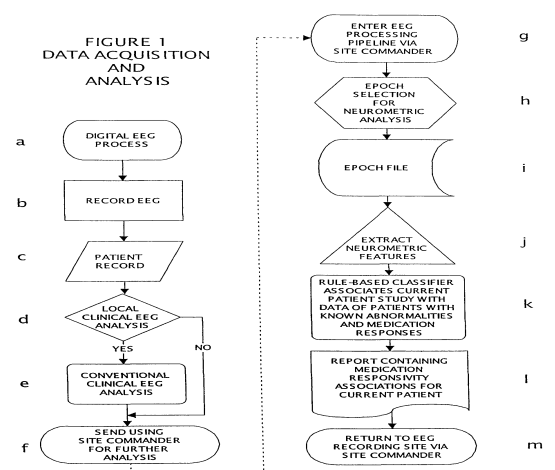 FIGURE 1
DATA ACQUISITION
AND
ANALYSIS
a
DIGITAL EEG
PROCESS
b
RECORD EEG
c
PATIENT
RECORD
d
LOCAL
CLINICAL EEG
ANALYSIS
YES
NO
e
CONVENTIONAL
CLINICAL EEG
ANALYSIS
f
SEND USING
SITE COMMANDER
FOR FURTHER
ANALYSIS
ENTER EEG
PROCESSING
PIPELINE VIA
SITE COMMANDER
g
EPOCH
SELECTION
FOR
NEUROMETRIC
ANALYSIS
h
EPOCH FILE
i
EXTRACT
NEUROMETRIC
FEATURES
j
RULE-BASED CLASSIFIER
ASSOCIATES CURRENT
PATIENT STUDY WITH
DATA OF PATIENTS WITH
KNOWN ABNORMALITIES
AND MEDICATION
RESPONSES
k
REPORT CONTAINING
MEDICATION
RESPONSIVITY
ASSOCIATIONS FOR
CURRENT PATIENT
l
RETURN TO EEG
RECORDING SITE VIA
SITE COMMANDER
m